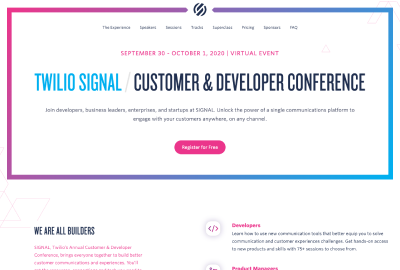 The Experience Speakers Sessions Tracks Superclass Pricing Sponsors FAQ
SEPTEMBER 30 - OCTOBER 1, 2020 | VIRTUAL EVENT
TWILIO SIGNAL / CUSTOMER & DEVELOPER CONFERENCE
Join developers, business leaders, enterprises, and startups at SIGNAL. Unlock the power of a single communications platform to
engage with your customers anywhere, on any channel.
Register for Free
WE ARE ALL BUILDERS
SIGNAL: Twilio's Annual Customer & Developer
Conference, brings everyone together to build better
customer communications and experiences. You'll
</>
Developers
Learn how to use new communication tools that better equip you to solve
communication and customer experiences challenges. Get hands-on access
to new products and skills with 75+ sessions to choose from.
Product Managers